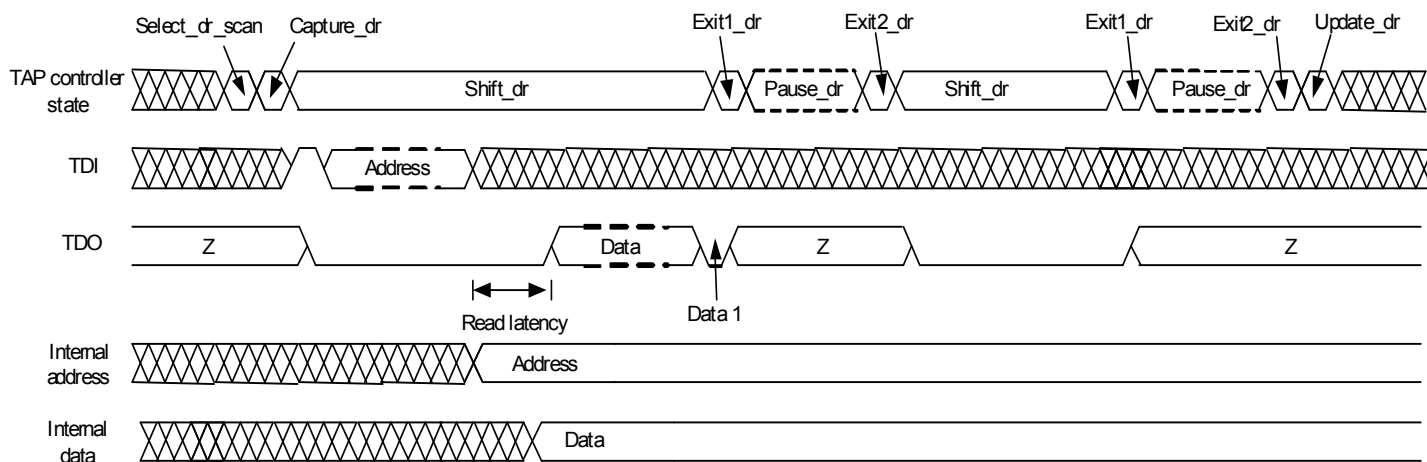 Select_dr_scan Capture_dr Exit1_dr Exit2_dr Exit1_dr Exit2_dr Update_dr
TAP controller
state
Shift_dr Pause_dr Shift_dr Pause_dr
TDI
Address
TDO
Z Data Z Z
Data 1
Read latency
Internal
address
Address
Internal
data
Data